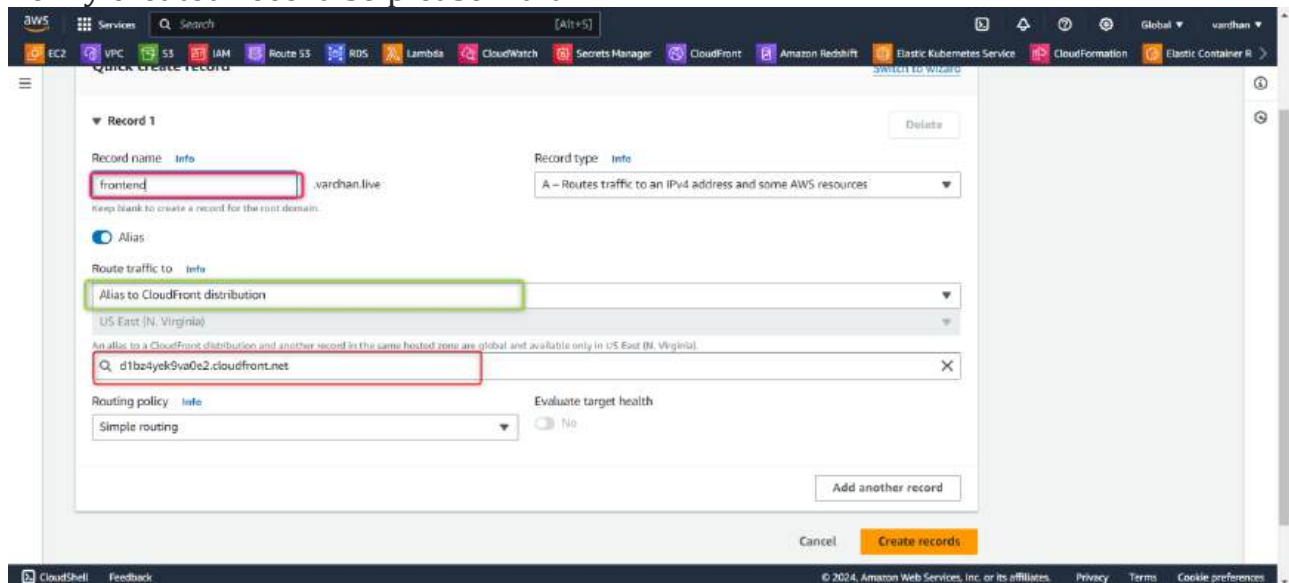 aws Services Search [Alt+S] Global vardhan
EC2 VPC S3 IAM Route 53 RDS Lambda CloudWatch Secrets Manager CloudFront Amazon Redshift Elastic Kubernetes Service CloudFormation Elastic Container R
Quick create record Switch to wizard
Record 1 Delete
Record name Info Record type Info
frontend .vardhan.live A – Routes traffic to an IPv4 address and some AWS resources
Keep blank to create a record for the root domain.
Alias
Route traffic to Info
Alias to CloudFront distribution
US East (N. Virginia)
An alias to a CloudFront distribution and another record in the same hosted zone are global and available only in US East (N. Virginia).
d1bz4yek9va0e2.cloudfront.net
Routing policy Info Evaluate target health
Simple routing No
Add another record
Cancel Create records
CloudShell Feedback © 2024, Amazon Web Services, Inc. or its affiliates. Privacy Terms Cookie preferences